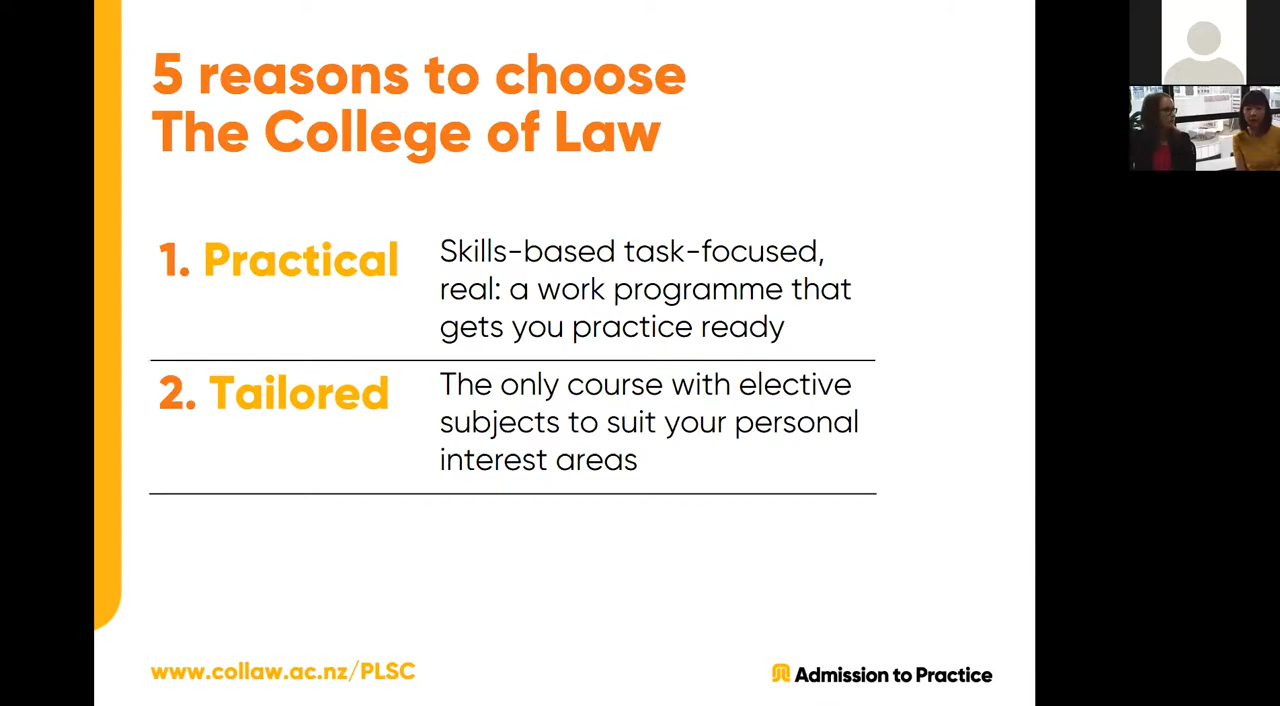 5 reasons to choose
The College of Law
1. Practical
Skills-based task-focused,
real: a work programme that
gets you practice ready
2. Tailored
The only course with elective
subjects to suit your personal
interest areas
www.collaw.ac.nz/PLSC
Admission to Practice